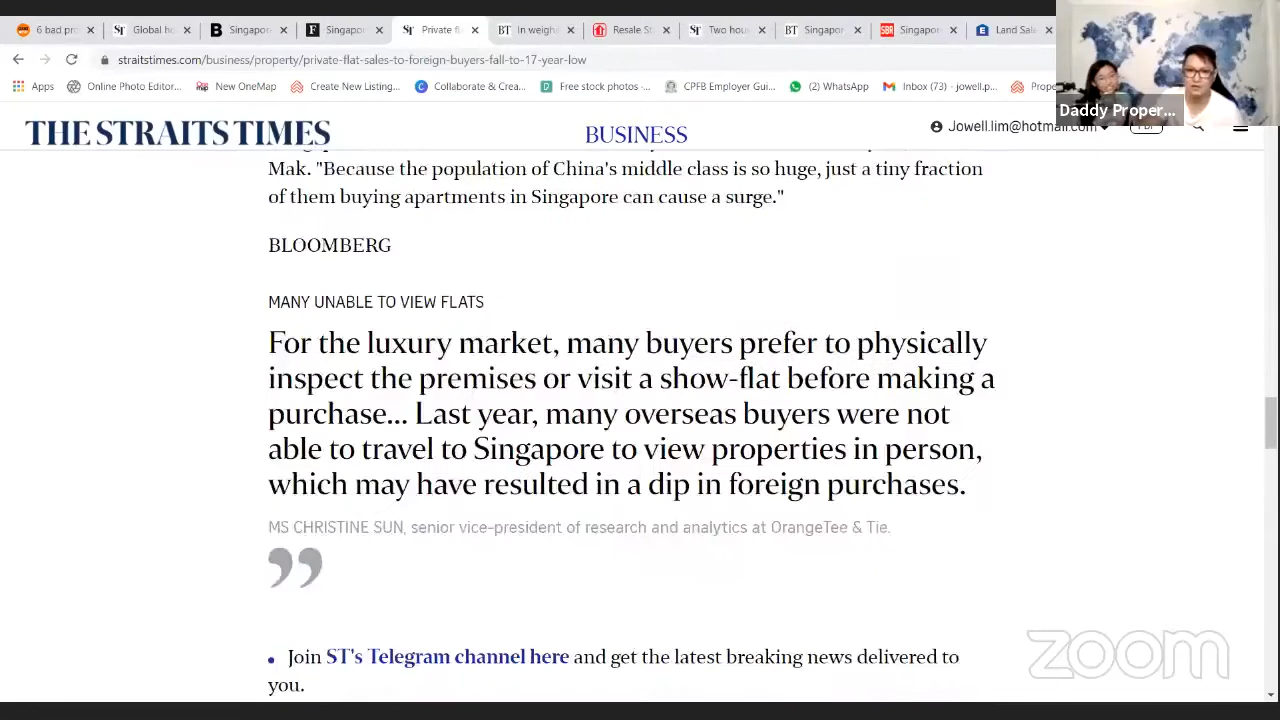 6 bad pr
Global h
Singapor
Singapor
Private f
In weigh
Resale S
Two hou
Singapor
Singapor
Land Sal
straitstimes.com/business/property/private-flat-sales-to-foreign-buyers-fall-to-17-year-low
Apps
Online Photo Editor...
New OneMap
Create New Listing...
Collaborate & Crea...
Free stock photos -...
CPFB Employer Gui...
(2) WhatsApp
Inbox (73) - jowell.p...
Prope
Daddy Proper...
THE STRAITS TIMES
BUSINESS
Jowell.lim@hotmail.com
Mak. "Because the population of China's middle class is so huge, just a tiny fraction
of them buying apartments in Singapore can cause a surge."
BLOOMBERG
MANY UNABLE TO VIEW FLATS
For the luxury market, many buyers prefer to physically
inspect the premises or visit a show-flat before making a
purchase... Last year, many overseas buyers were not
able to travel to Singapore to view properties in person,
which may have resulted in a dip in foreign purchases.
MS CHRISTINE SUN, senior vice-president of research and analytics at OrangeTee & Tie.
Join ST's Telegram channel here and get the latest breaking news delivered to
you.
zoom